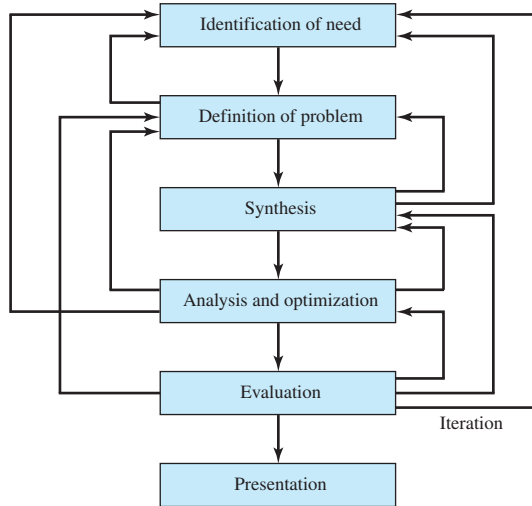 Identification of need
Definition of problem
Synthesis
Analysis and optimization
Evaluation
Iteration
Presentation